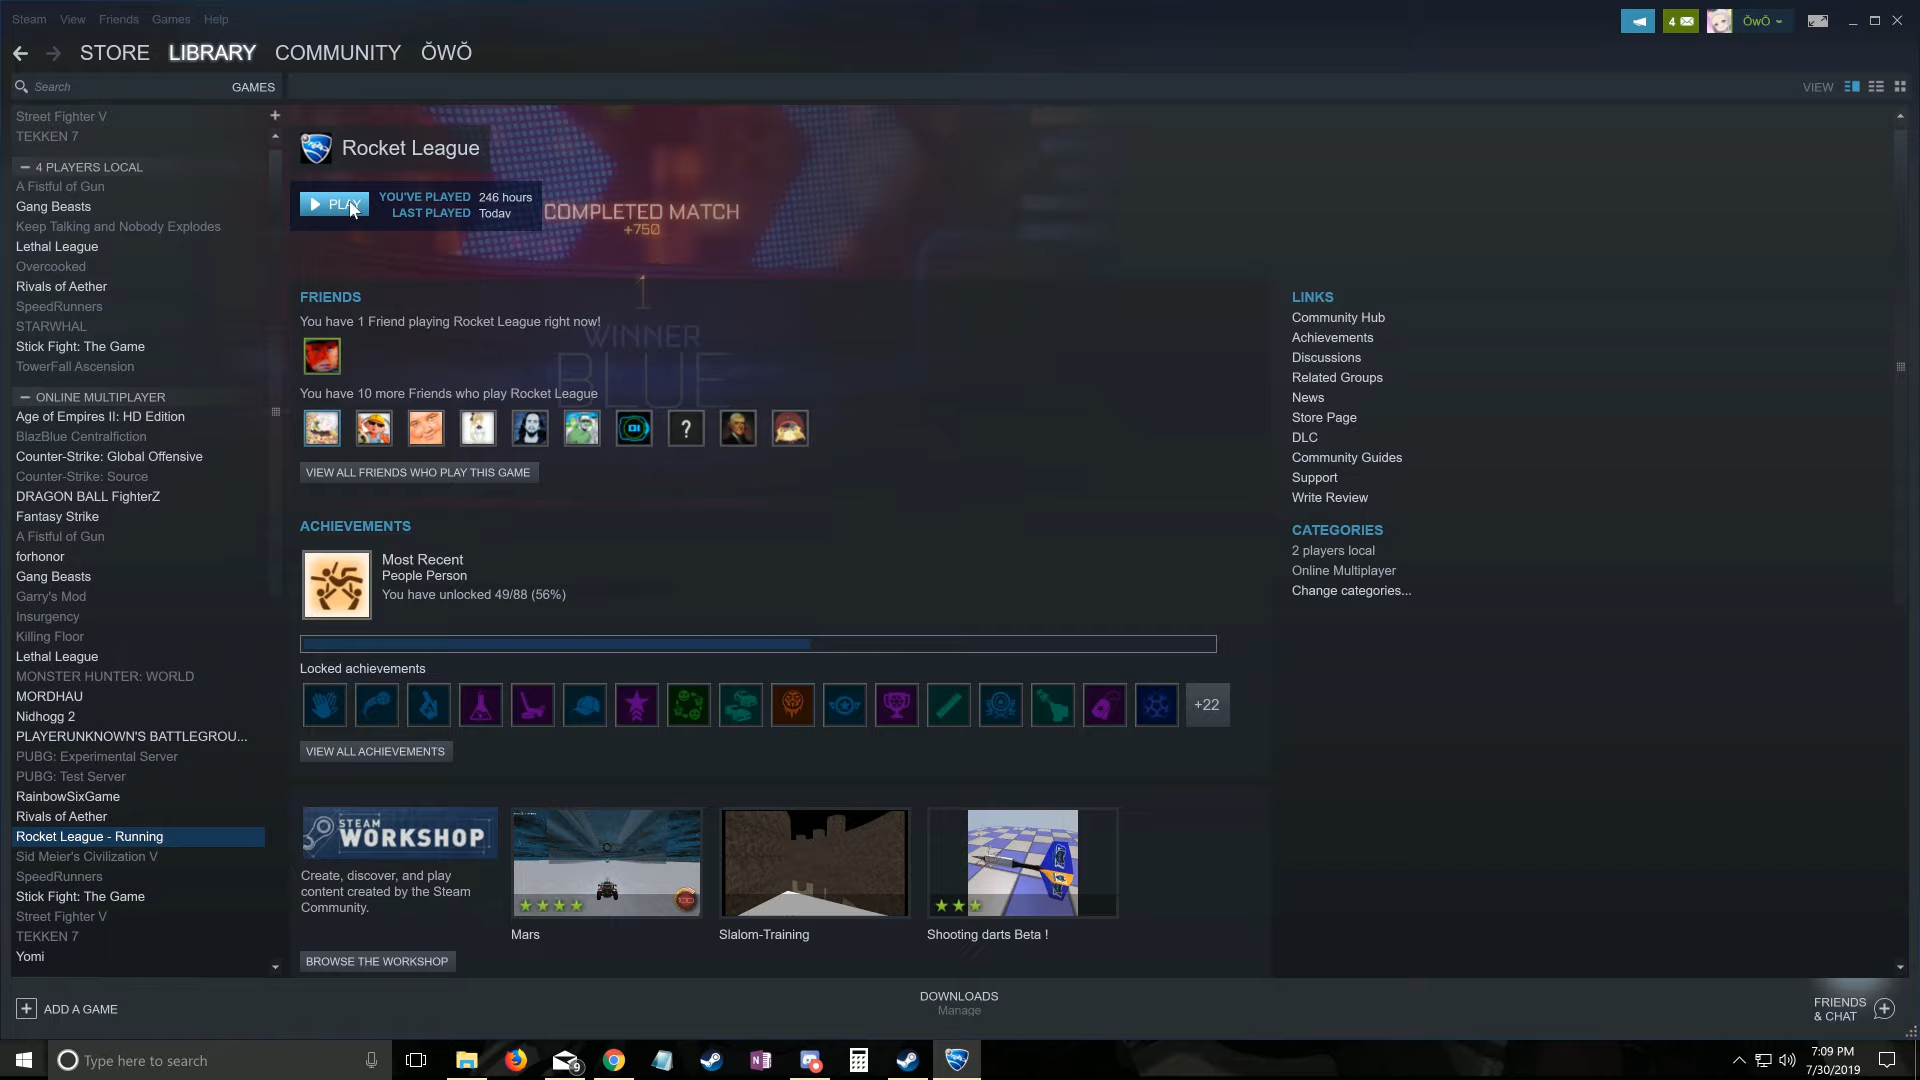 Steam View Friends Games Help
4
ÖwÖ
STORE LIBRARY COMMUNITY ÖWÖ
Search
GAMES
VIEW
Street Fighter V
TEKKEN 7
4 PLAYERS LOCAL
A Fistful of Gun
Gang Beasts
Keep Talking and Nobody Explodes
Lethal League
Overcooked
Rivals of Aether
SpeedRunners
STARWHAL
Stick Fight: The Game
TowerFall Ascension
ONLINE MULTIPLAYER
Age of Empires II: HD Edition
BlazBlue Centralfiction
Counter-Strike: Global Offensive
Counter-Strike: Source
DRAGON BALL FighterZ
Fantasy Strike
A Fistful of Gun
forhonor
Gang Beasts
Garry's Mod
Insurgency
Killing Floor
Lethal League
MONSTER HUNTER: WORLD
MORDHAU
Nidhogg 2
PLAYERUNKNOWN'S BATTLEGROU...
PUBG: Experimental Server
PUBG: Test Server
RainbowSixGame
Rivals of Aether
Rocket League - Running
Sid Meier's Civilization V
SpeedRunners
Stick Fight: The Game
Street Fighter V
TEKKEN 7
Yomi
Rocket League
PLAY
YOU'VE PLAYED 246 hours
LAST PLAYED Today
COMPLETED MATCH
+750
1
WINNER
BLUE
FRIENDS
You have 1 Friend playing Rocket League right now!
You have 10 more Friends who play Rocket League
?
VIEW ALL FRIENDS WHO PLAY THIS GAME
ACHIEVEMENTS
Most Recent
People Person
You have unlocked 49/88 (56%)
Locked achievements
+22
VIEW ALL ACHIEVEMENTS
STEAM
WORKSHOP
Create, discover, and play
content created by the Steam
Community.
BROWSE THE WORKSHOP
Mars
Slalom-Training
Shooting darts Beta !
LINKS
Community Hub
Achievements
Discussions
Related Groups
News
Store Page
DLC
Community Guides
Support
Write Review
CATEGORIES
2 players local
Online Multiplayer
Change categories...
ADD A GAME
DOWNLOADS
Manage
FRIENDS
& CHAT
Type here to search
9
7:09 PM
7/30/2019